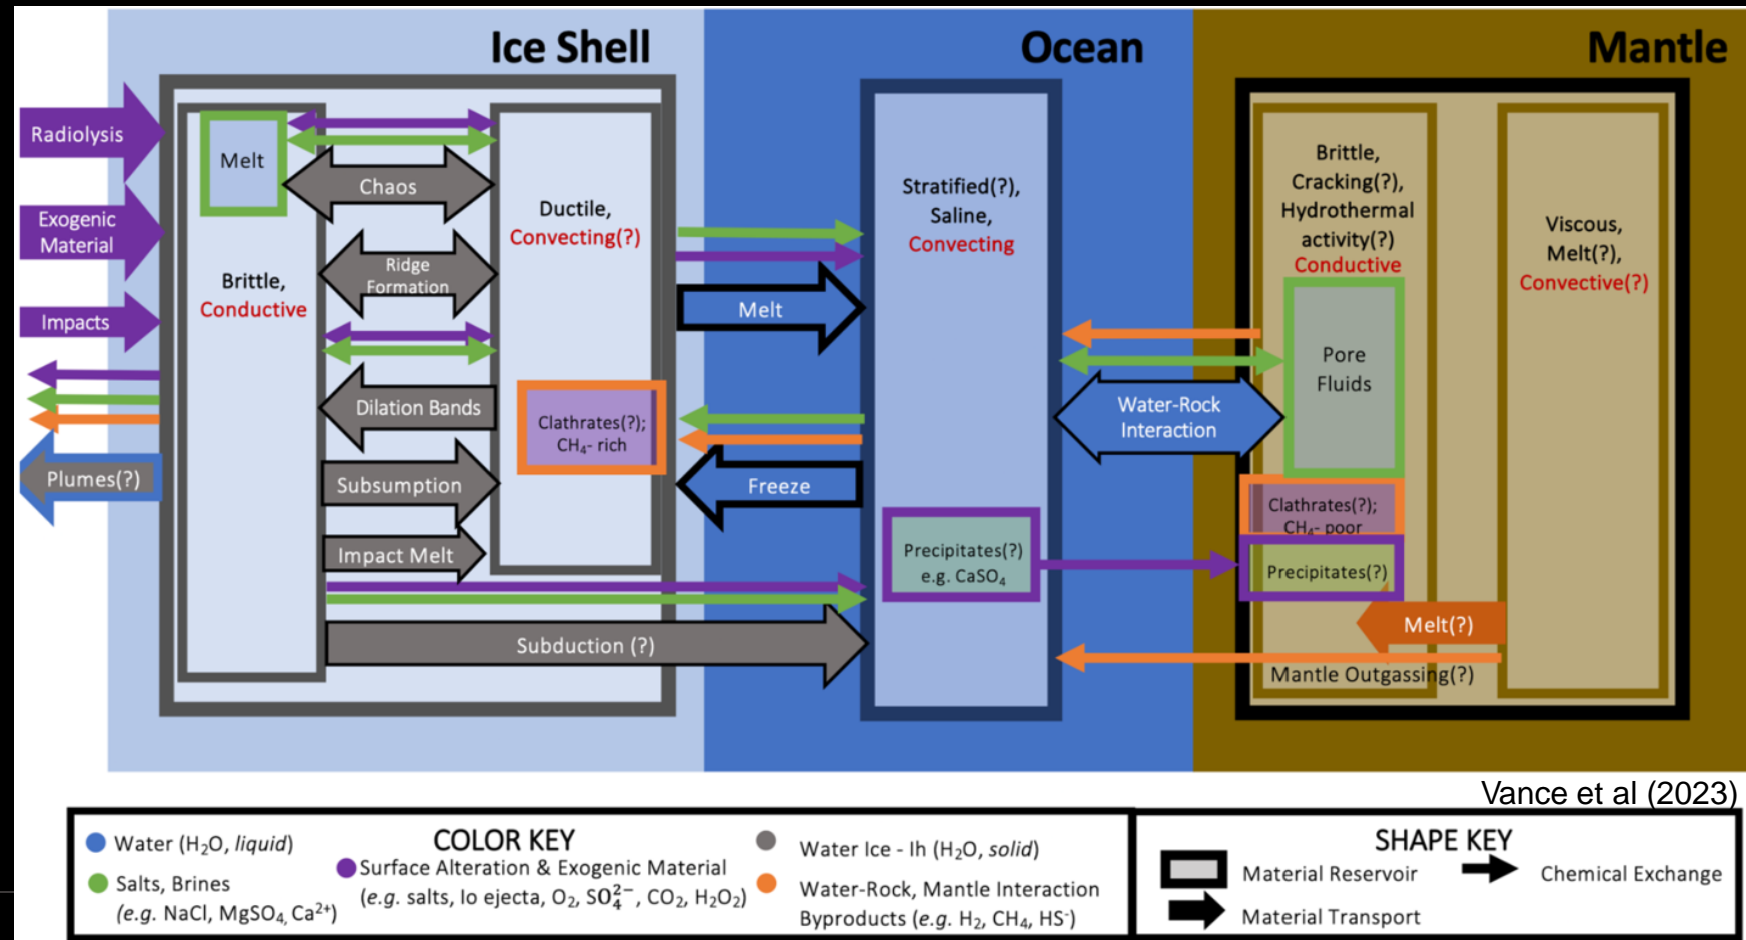 Ice Shell
Ocean
Mantle
Radiolysis
Exogenic
Material
Impacts
Plumes(?)
Melt
Brittle,
Conductive
Chaos
Ridge
Formation
Dilation Bands
Subsumption
Impact Melt
Subduction (?)
Ductile,
Convecting(?)
Clathrates(?);
CH₄- rich
Melt
Freeze
Stratified(?),
Saline,
Convecting
Precipitates(?)
e.g. CaSO₄
Water-Rock
Interaction
Brittle,
Cracking(?),
Hydrothermal
activity(?)
Conductive
Pore
Fluids
Clathrates(?);
CH₄- poor
Precipitates(?)
Melt(?)
Mantle Outgassing(?)
Viscous,
Melt(?),
Convective(?)
Vance et al (2023)
COLOR KEY
Water (H₂O, liquid)
Salts, Brines
(e.g. NaCl, MgSO₄, Ca²⁺)
Surface Alteration & Exogenic Material
(e.g. salts, Io ejecta, O₂, SO₄²⁻, CO₂, H₂O₂)
Water Ice - Ih (H₂O, solid)
Water-Rock, Mantle Interaction
Byproducts (e.g. H₂, CH₄, HS⁻)
SHAPE KEY
Material Reservoir
Chemical Exchange
Material Transport